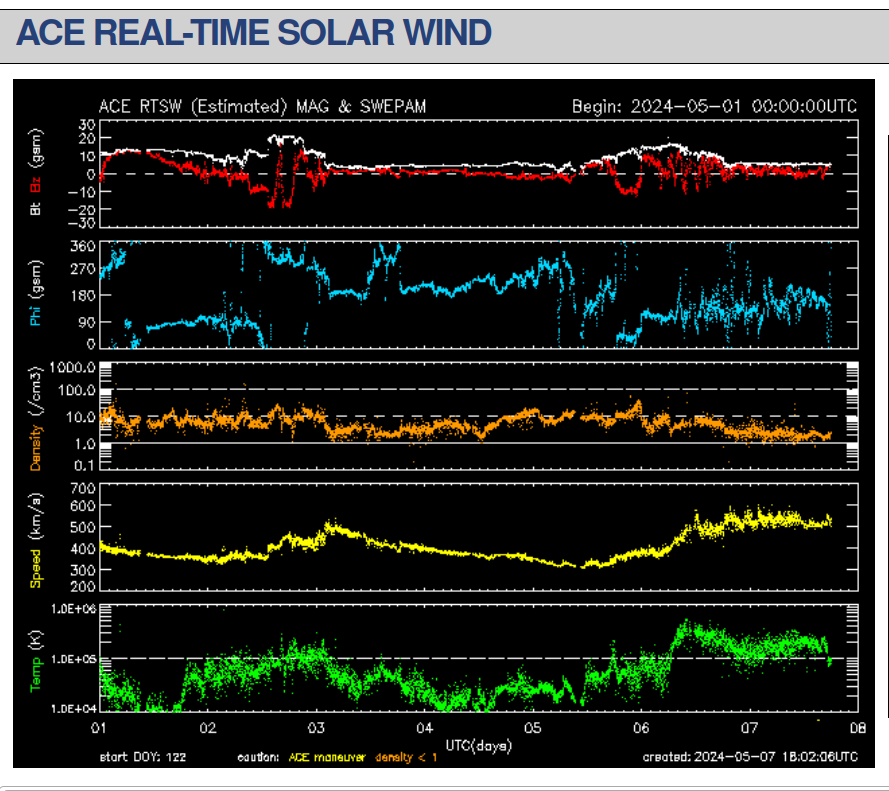 ACE REAL-TIME SOLAR WIND
ACE RTSW (Estimated) MAG & SWEPAM Begin: 2024-05-01 00:00:00UTC
Bt Bz (gsm)
30
20
10
0
-10
-20
-30
Phi (gsm)
360
270
180
90
0
Density (/cm3)
1000.0
100.0
10.0
1.0
0.1
Speed (km/s)
700
600
500
400
300
200
Temp (K)
1.0E+06
1.0E+05
1.0E+04
01 02 03 04 05 06 07 08
UTC(days)
start DOY: 122 caution: ACE maneuver density < 1 created: 2024-05-07 18:02:06UTC